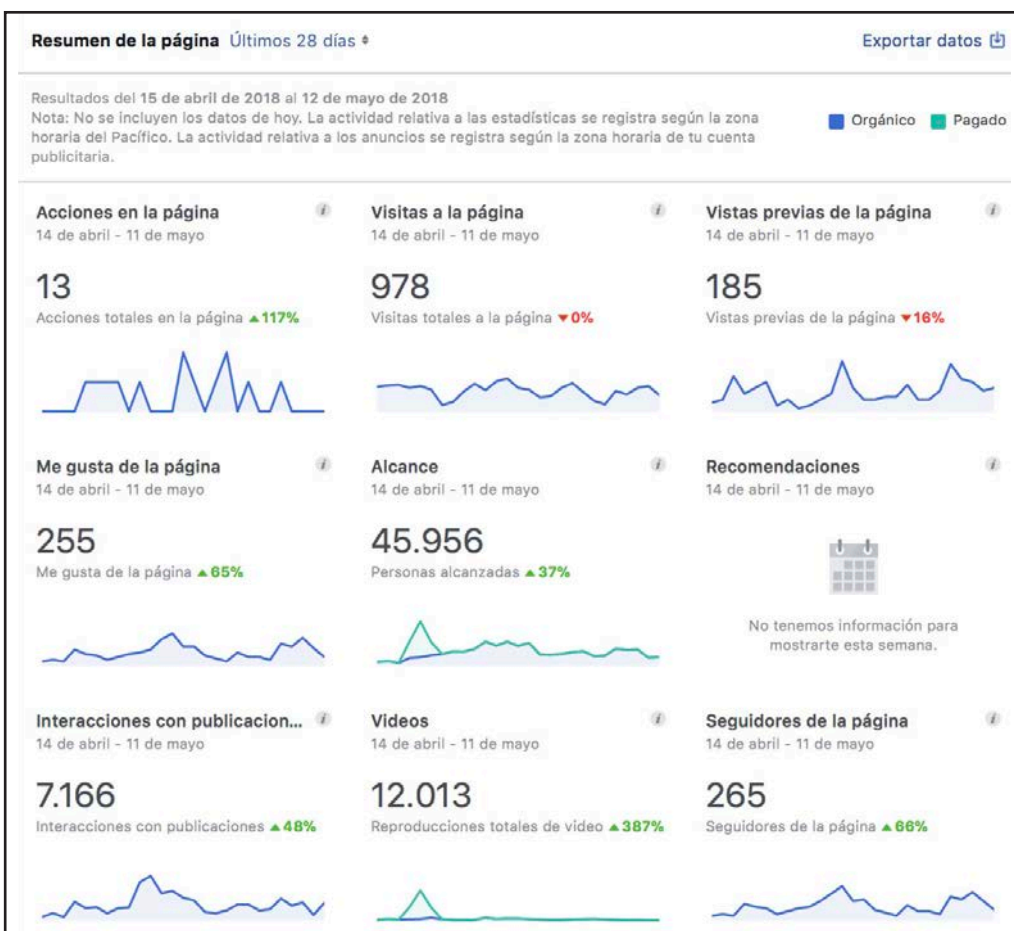 Resumen de la página Últimos 28 días
Exportar datos
Resultados del 15 de abril de 2018 al 12 de mayo de 2018
Nota: No se incluyen los datos de hoy. La actividad relativa a las estadísticas se registra según la zona
horaria del Pacífico. La actividad relativa a los anuncios se registra según la zona horaria de tu cuenta
publicitaria.
Orgánico Pagado
Acciones en la página
14 de abril - 11 de mayo
13
Acciones totales en la página ▲117%
Visitas a la página
14 de abril - 11 de mayo
978
Visitas totales a la página ▼0%
Vistas previas de la página
14 de abril - 11 de mayo
185
Vistas previas de la página ▼16%
Me gusta de la página
14 de abril - 11 de mayo
255
Me gusta de la página ▲65%
Alcance
14 de abril - 11 de mayo
45.956
Personas alcanzadas ▲37%
Recomendaciones
14 de abril - 11 de mayo
No tenemos información para
mostrarte esta semana.
Interacciones con publicacion...
14 de abril - 11 de mayo
7.166
Interacciones con publicaciones ▲48%
Videos
14 de abril - 11 de mayo
12.013
Reproducciones totales de video ▲387%
Seguidores de la página
14 de abril - 11 de mayo
265
Seguidores de la página ▲66%